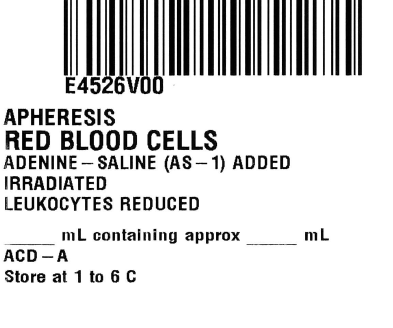 E4526V00
APHERESIS
RED BLOOD CELLS
ADENINE – SALINE (AS – 1) ADDED
IRRADIATED
LEUKOCYTES REDUCED
_____ mL containing approx _____ mL
ACD – A
Store at 1 to 6 C